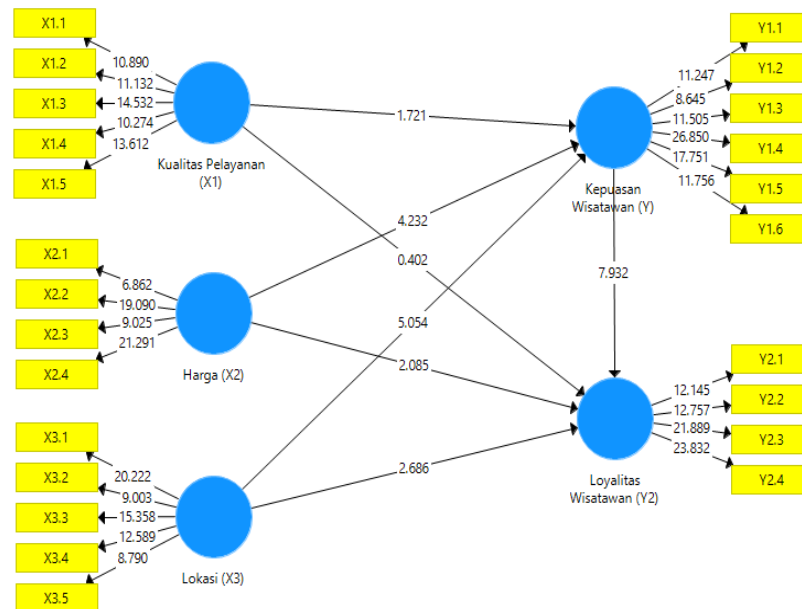 X1.1
X1.2
X1.3
X1.4
X1.5
10.890
11.132
14.532
10.274
13.612
Kualitas Pelayanan
(X1)
X2.1
X2.2
X2.3
X2.4
6.862
19.090
9.025
21.291
Harga (X2)
X3.1
X3.2
X3.3
X3.4
X3.5
20.222
9.003
15.358
12.589
8.790
Lokasi (X3)
1.721
4.232
0.402
5.054
2.085
2.686
7.932
Kepuasan
Wisatawan (Y)
11.247
8.645
11.505
26.850
17.751
11.756
Y1.1
Y1.2
Y1.3
Y1.4
Y1.5
Y1.6
Loyalitas
Wisatawan (Y2)
12.145
12.757
21.889
23.832
Y2.1
Y2.2
Y2.3
Y2.4